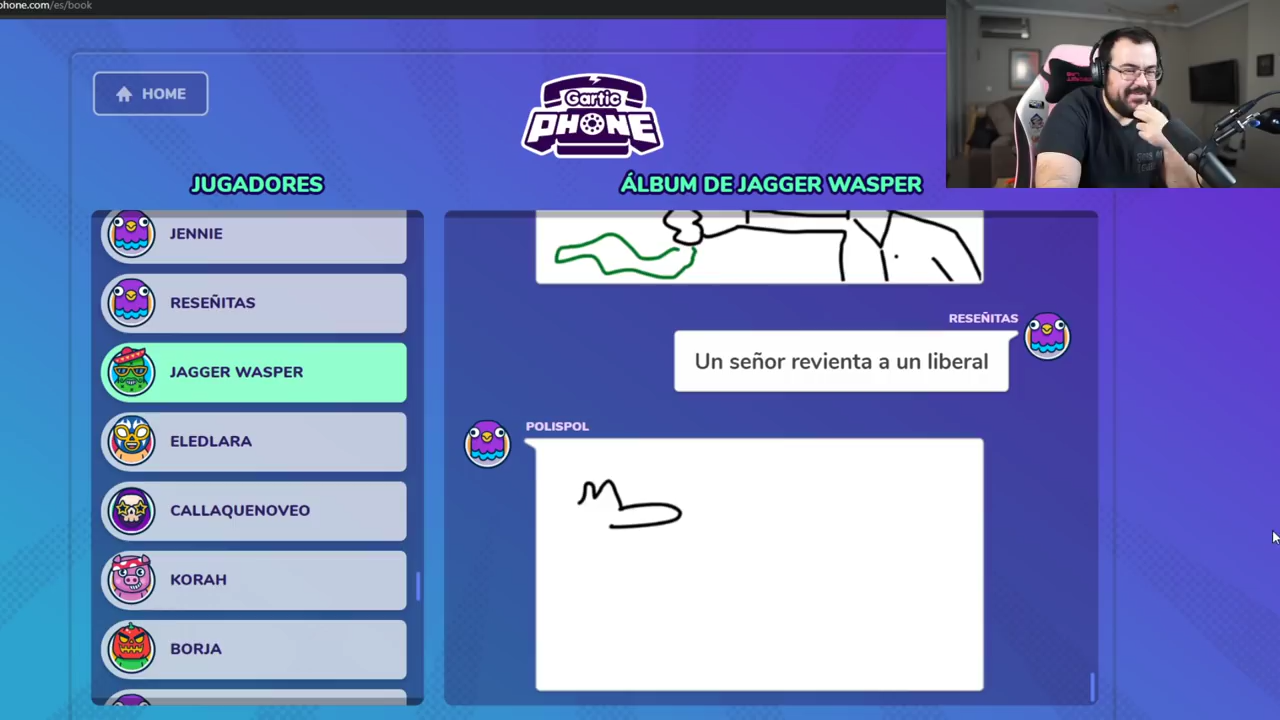 phone.com/es/book
HOME
Gartic
PHONE
JUGADORES
ÁLBUM DE JAGGER WASPER
JENNIE
RESEÑITAS
JAGGER WASPER
ELEDLARA
CALLAQUENOVEO
KORAH
BORJA
RESEÑITAS
Un señor revienta a un liberal
POLISPOL